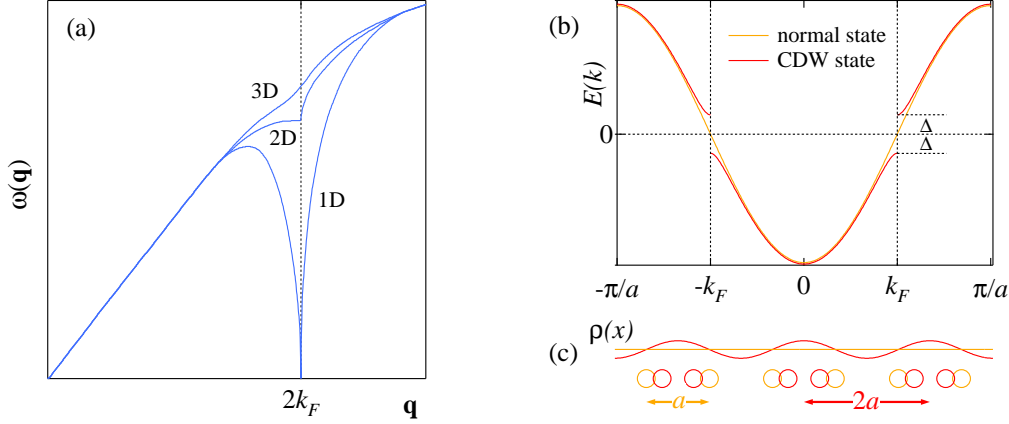 (a)
3D
2D
1D
ω(q)
2k_F
q
(b)
normal state
CDW state
E(k)
0
Δ
Δ
-π/a
-k_F
0
k_F
π/a
ρ(x)
(c)
a
2a